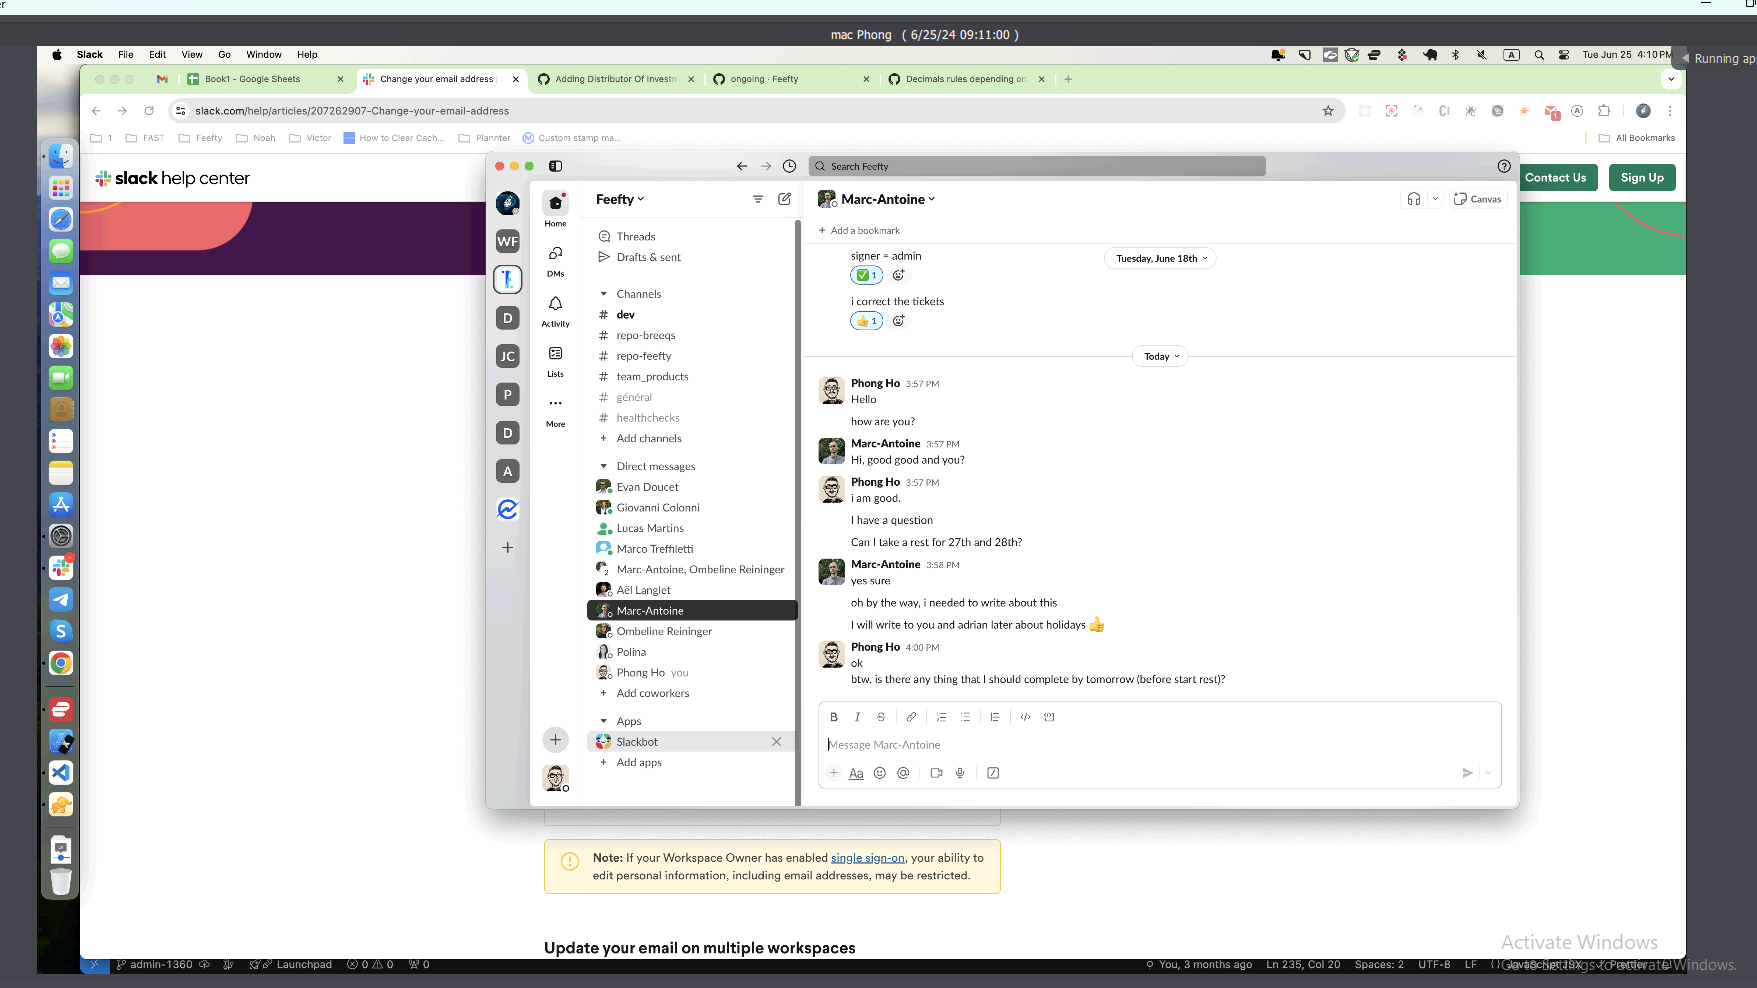 er
mac Phong ( 6/25/24 09:11:00 )
Slack File Edit View Go Window Help
A Tue Jun 25 4:10 PM
Running ap
Book1 - Google Sheets
Change your email address |
Adding Distributor Of Investm
ongoing · Feefty
Decimals rules depending on
slack.com/help/articles/207262907-Change-your-email-address
1 FAST Feefty Noah Victor How to Clear Cach... Plannter Custom stamp ma... All Bookmarks
slack help center
Contact Us
Sign Up
Search Feefty
WF
D
JC
P
D
A
Home
DMs
Activity
Lists
More
Feefty
Threads
Drafts & sent
Channels
# dev
# repo-breeqs
# repo-feefty
# team_products
# général
# healthchecks
+ Add channels
Direct messages
Evan Doucet
Giovanni Colonni
Lucas Martins
Marco Treffiletti
2 Marc-Antoine, Ombeline Reininger
Aël Langlet
Marc-Antoine
Ombeline Reininger
Polina
Phong Ho you
+ Add coworkers
Apps
Slackbot
+ Add apps
Marc-Antoine
Canvas
+ Add a bookmark
signer = admin
Tuesday, June 18th
1
i correct the tickets
1
Today
Phong Ho 3:57 PM
Hello
how are you?
Marc-Antoine 3:57 PM
Hi, good good and you?
Phong Ho 3:57 PM
i am good.
I have a question
Can I take a rest for 27th and 28th?
Marc-Antoine 3:58 PM
yes sure
oh by the way, i needed to write about this
I will write to you and adrian later about holidays
Phong Ho 4:00 PM
ok
btw, is there any thing that I should complete by tomorrow (before start rest)?
B I S
Message Marc-Antoine
+ Aa @
Note: If your Workspace Owner has enabled single sign-on, your ability to
edit personal information, including email addresses, may be restricted.
Update your email on multiple workspaces
Activate Windows
Go to Settings to activate Windows.
admin-1360 Launchpad 0 0 0 You, 3 months ago Ln 235, Col 20 Spaces: 2 UTF-8 LF {} JavaScript JSX Prettier